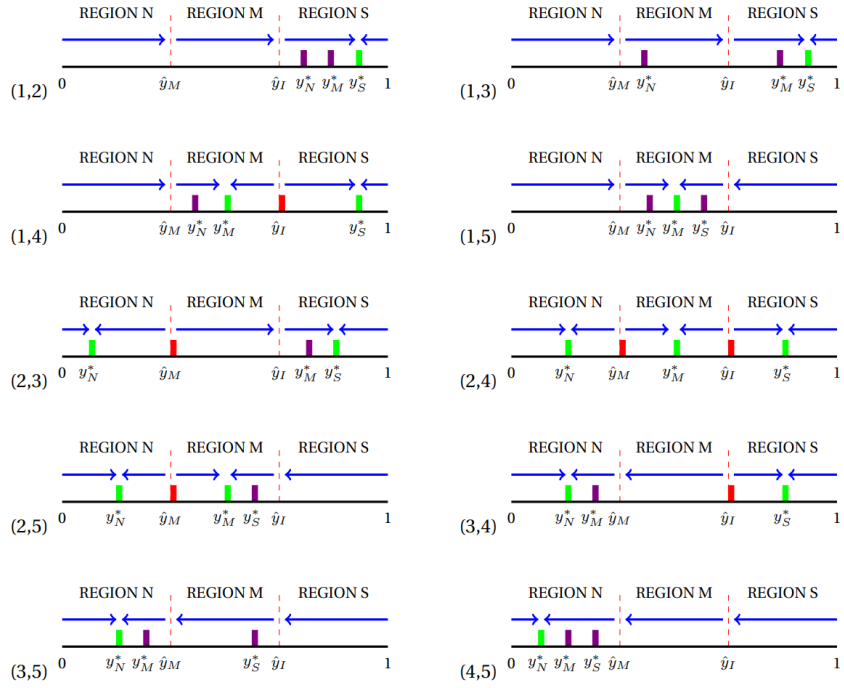 REGION N REGION M REGION S
(1,2) 0 ŷ_M ŷ_I y*_N y*_M y*_S 1
REGION N REGION M REGION S
(1,3) 0 ŷ_M y*_N ŷ_I y*_M y*_S 1
REGION N REGION M REGION S
(1,4) 0 ŷ_M y*_N y*_M ŷ_I y*_S 1
REGION N REGION M REGION S
(1,5) 0 ŷ_M y*_N y*_M y*_S ŷ_I 1
REGION N REGION M REGION S
(2,3) 0 y*_N ŷ_M ŷ_I y*_M y*_S 1
REGION N REGION M REGION S
(2,4) 0 y*_N ŷ_M y*_M ŷ_I y*_S 1
REGION N REGION M REGION S
(2,5) 0 y*_N ŷ_M y*_M y*_S ŷ_I 1
REGION N REGION M REGION S
(3,4) 0 y*_N y*_M ŷ_M ŷ_I y*_S 1
REGION N REGION M REGION S
(3,5) 0 y*_N y*_M ŷ_M y*_S ŷ_I 1
REGION N REGION M REGION S
(4,5) 0 y*_N y*_M y*_S ŷ_M ŷ_I 1